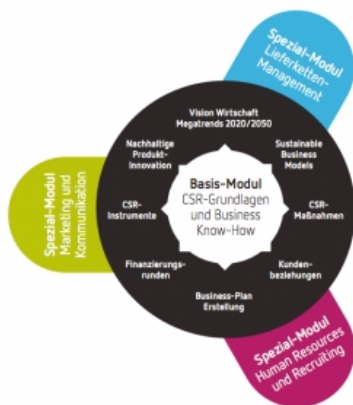 Spezial-Modul
Lieferketten-
Management
Vision Wirtschaft
Megatrends 2020/2050
Nachhaltige
Produkt-
innovation
Sustainable
Business
Models
Basis-Modul
CSR-Grundlagen
und Business
Know-How
CSR-
Instrumente
CSR-
Maßnahmen
Finanzierungs-
runden
Kunden-
beziehungen
Business-Plan
Erstellung
Spezial-Modul
Marketing und
Kommunikation
Spezial-Modul
Human Resources
und Recruiting